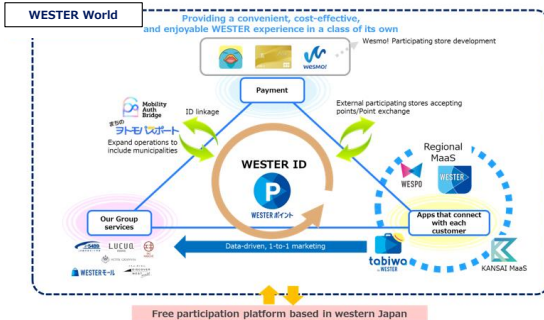 WESTER World
Providing a convenient, cost-effective,
and enjoyable WESTER experience in a class of its own
wesmo!
Wesmo! Participating store development
Payment
Mobility
Auth
Bridge
ID linkage
まちの
ヲトモパスポート
Expand operations to
include municipalities
External participating stores accepting
points/Point exchange
WESTER ID
P
WESTERポイント
Regional
MaaS
WESPO
WESTER
Our Group
services
Apps that connect
with each
customer
LUCUA
WESTERモール
Data-driven, 1-to-1 marketing
tabiwa
by WESTER
KANSAI MaaS
Free participation platform based in western Japan